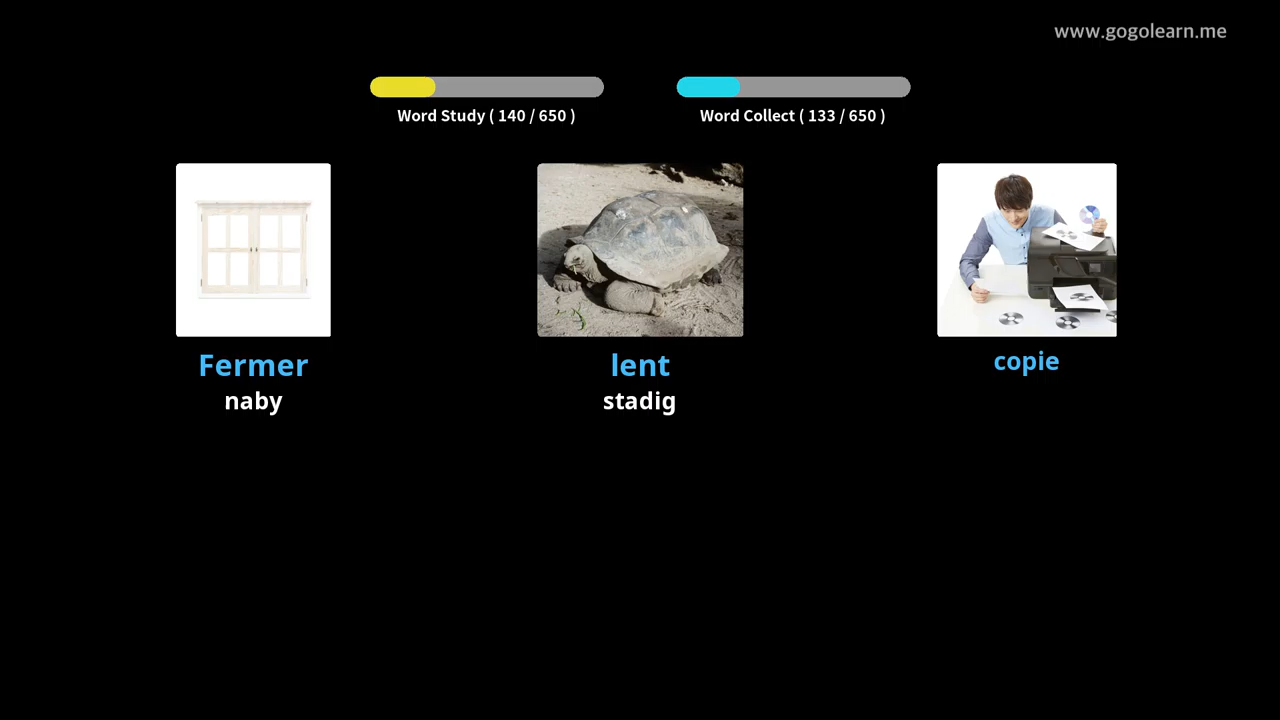 www.gogolearn.me
Word Study ( 140 / 650 )
Word Collect ( 133 / 650 )
Fermer
naby
lent
stadig
copie